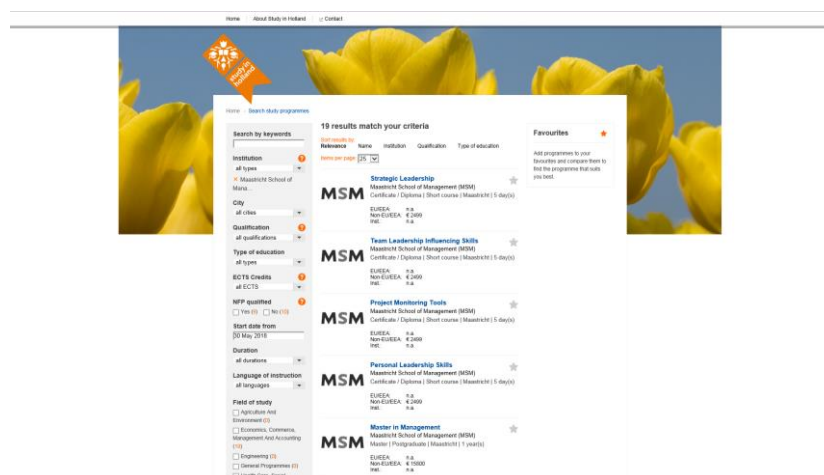 Home
About Study in Holland
Contact
study in
holland
Home
Search study programmes
Search by keywords
Institution
all types
Maastricht School of
Mana...
City
all cities
Qualification
all qualifications
Type of education
all types
ECTS Credits
all ECTS
NFP qualified
Yes
No
Start date from
30 May 2018
Duration
all durations
Language of instruction
all languages
Field of study
Agriculture And
Environment (0)
Economics, Commerce,
Management And Accounting
Engineering (0)
General Programmes (0)
19 results match your criteria
Sort results by
Relevance Name Institution Qualification Type of education
Items per page 25
MSM
Strategic Leadership
Maastricht School of Management (MSM)
Certificate / Diploma | Short course | Maastricht | 5 day(s)
EU/EEA: n.a.
Non-EU/EEA: € 2499
Inst. n.a.
MSM
Team Leadership Influencing Skills
Maastricht School of Management (MSM)
Certificate / Diploma | Short course | Maastricht | 5 day(s)
EU/EEA: n.a.
Non-EU/EEA: € 2499
Inst. n.a.
MSM
Project Monitoring Tools
Maastricht School of Management (MSM)
Certificate / Diploma | Short course | Maastricht | 5 day(s)
EU/EEA: n.a.
Non-EU/EEA: € 2499
Inst. n.a.
MSM
Personal Leadership Skills
Maastricht School of Management (MSM)
Certificate / Diploma | Short course | Maastricht | 5 day(s)
EU/EEA: n.a.
Non-EU/EEA: € 2499
Inst. n.a.
MSM
Master in Management
Maastricht School of Management (MSM)
Master | Postgraduate | Maastricht | 1 year(s)
EU/EEA: n.a.
Non-EU/EEA:
Inst. n.a.
Favourites
Add programmes to your
favourites and compare them to
find the programme that suits
you best.